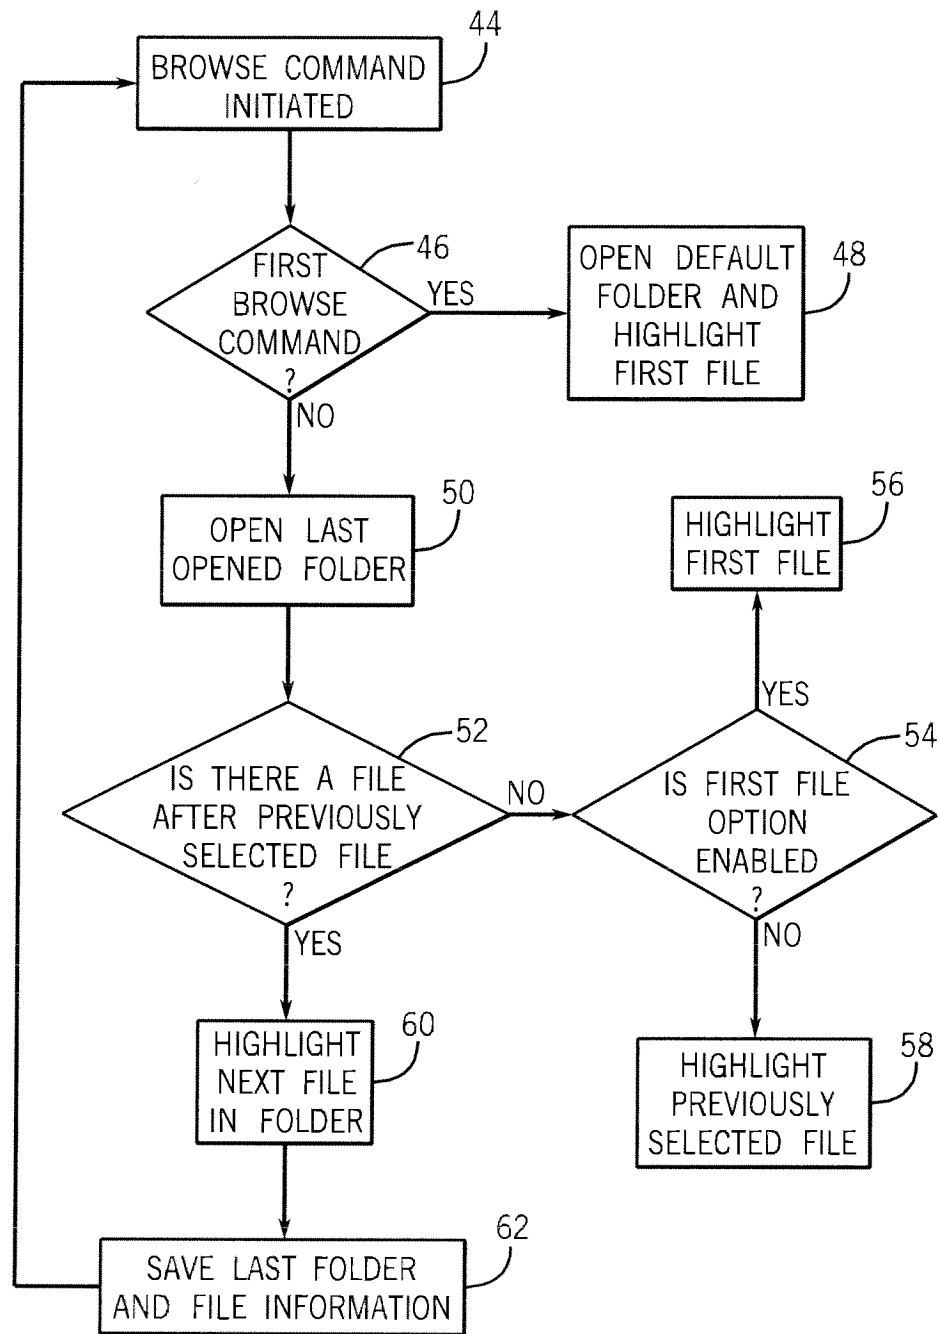 44
BROWSE COMMAND
INITIATED
46
FIRST
BROWSE
COMMAND
?
YES
NO
48
OPEN DEFAULT
FOLDER AND
HIGHLIGHT
FIRST FILE
50
OPEN LAST
OPENED FOLDER
56
HIGHLIGHT
FIRST FILE
52
IS THERE A FILE
AFTER PREVIOUSLY
SELECTED FILE
?
NO
YES
54
YES
IS FIRST FILE
OPTION
ENABLED
?
NO
60
HIGHLIGHT
NEXT FILE
IN FOLDER
58
HIGHLIGHT
PREVIOUSLY
SELECTED FILE
62
SAVE LAST FOLDER
AND FILE INFORMATION